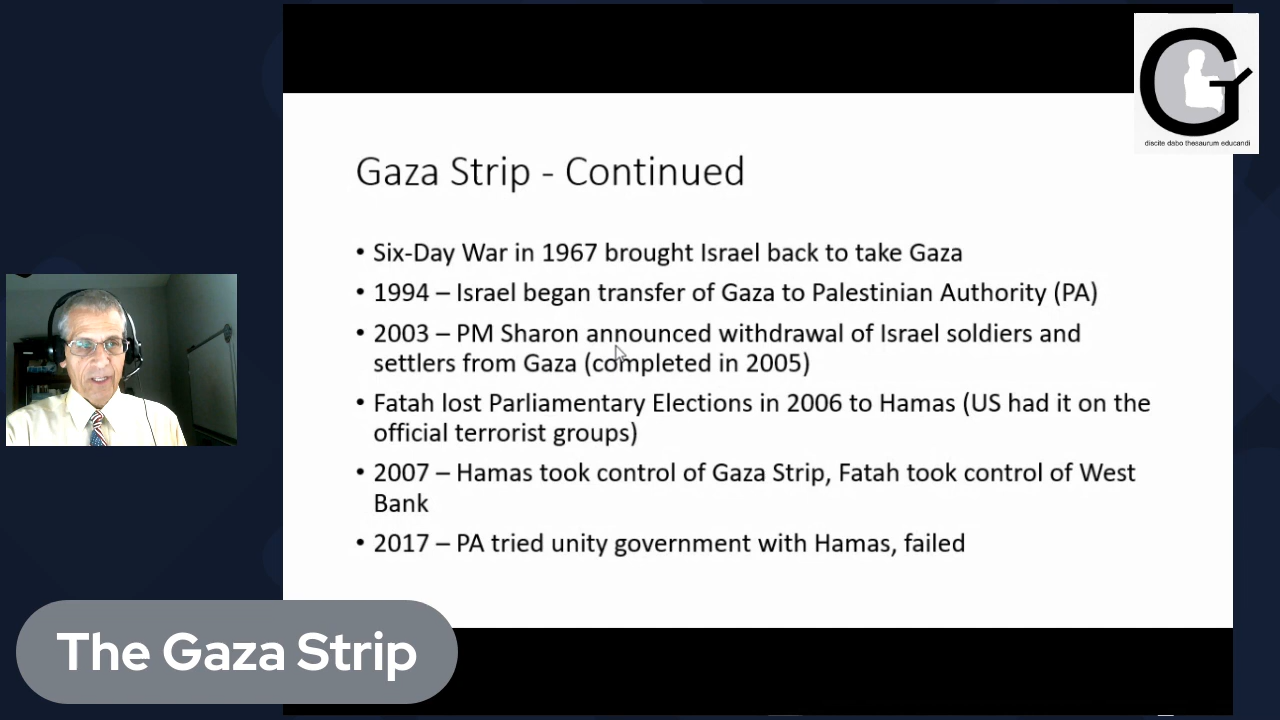 discite dabo thesaurum educandi
Gaza Strip - Continued
• Six-Day War in 1967 brought Israel back to take Gaza
• 1994 – Israel began transfer of Gaza to Palestinian Authority (PA)
• 2003 – PM Sharon announced withdrawal of Israel soldiers and
settlers from Gaza (completed in 2005)
• Fatah lost Parliamentary Elections in 2006 to Hamas (US had it on the
official terrorist groups)
• 2007 – Hamas took control of Gaza Strip, Fatah took control of West
Bank
• 2017 – PA tried unity government with Hamas, failed
The Gaza Strip